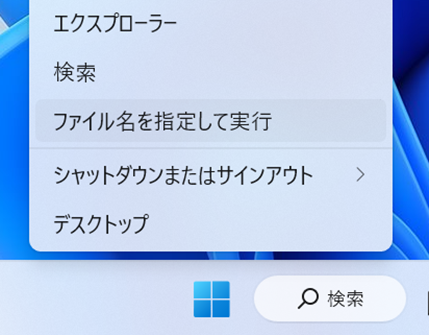 エクスプローラー
検索
ファイル名を指定して実行
シャットダウンまたはサインアウト
デスクトップ
検索